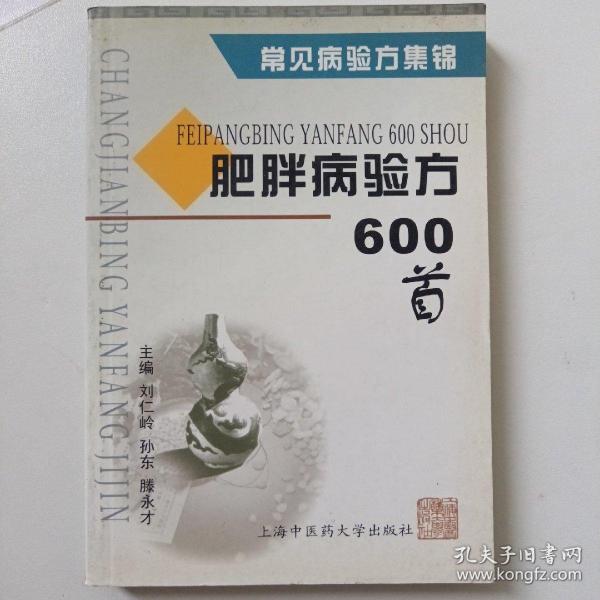 常见病验方集锦
FEIPANGBING YANFANG 600 SHOU
肥胖病验方
600
首
CHANGJIANBING YANFANG JIJIN
主编 刘仁岭 孙东 滕永才
上海中医药大学出版社
孔夫子旧书网
www.kongfz.com